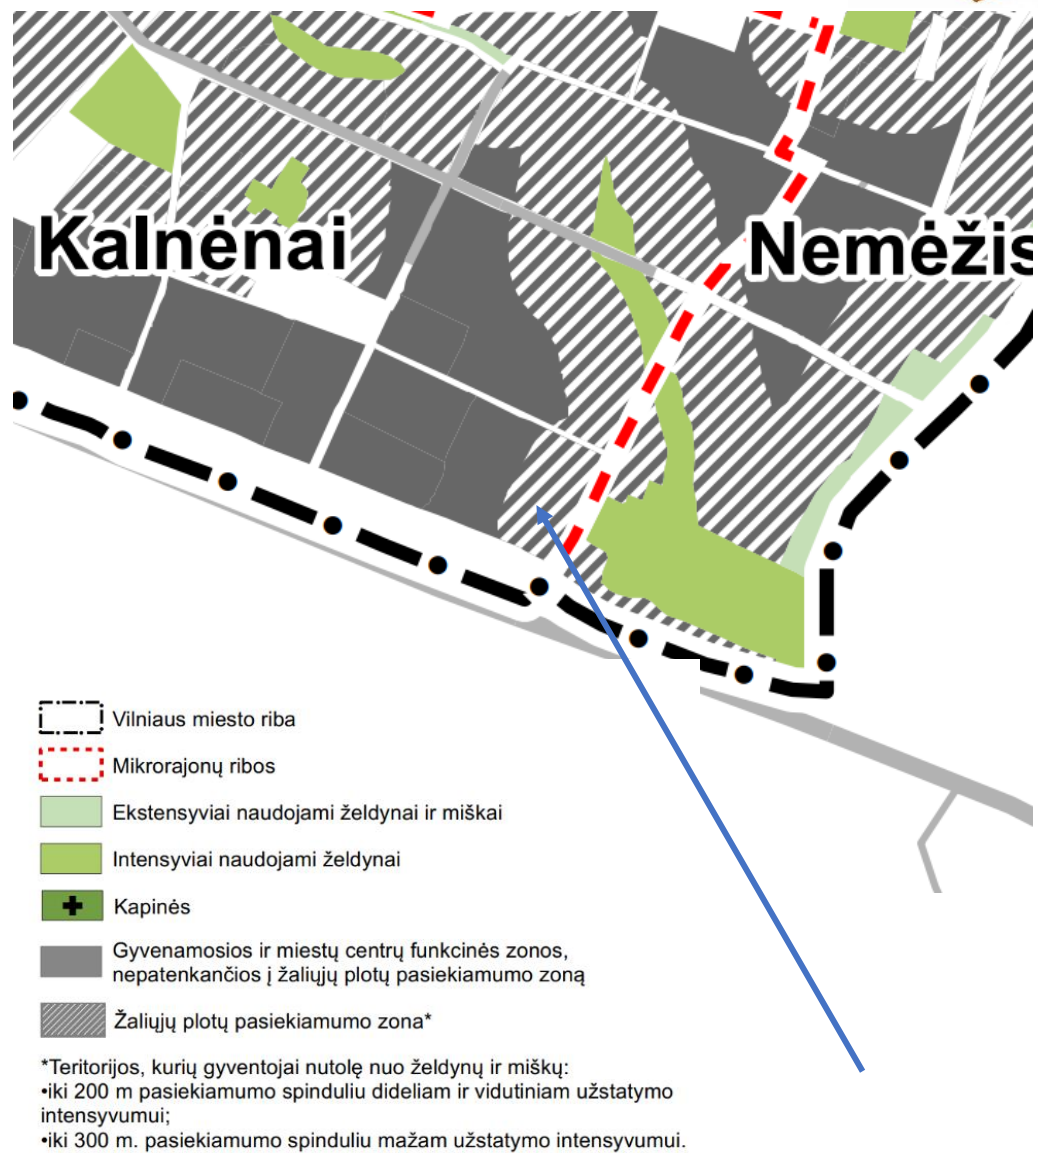 Kalnėnai
Nemėžis
Vilniaus miesto riba
Mikrorajonų ribos
Ekstensyviai naudojami želdynai ir miškai
Intensyviai naudojami želdynai
Kapinės
Gyvenamosios ir miestų centrų funkcinės zonos,
nepatenkančios į žaliųjų plotų pasiekiamumo zoną
Žaliųjų plotų pasiekiamumo zona*
*Teritorijos, kurių gyventojai nutolę nuo želdynų ir miškų:
•iki 200 m pasiekiamumo spinduliu dideliam ir vidutiniam užstatymo
intensyvumui;
•iki 300 m. pasiekiamumo spinduliu mažam užstatymo intensyvumui.